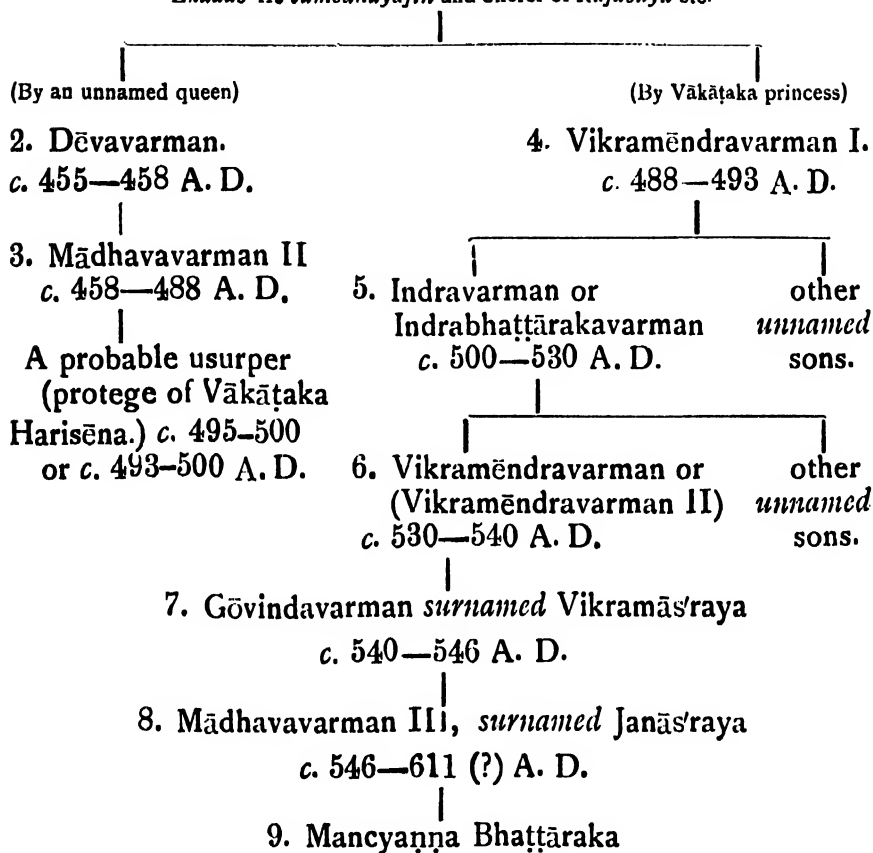 and
(By an unnamed queen)
(By Vākāṭaka princess)
2. Dēvavarman.
c. 455—458 A. D.
4. Vikramēndravarman I.
c. 488—493 A. D.
3. Mādhavavarman II
c. 458—488 A. D.
5. Indravarman or
Indrabhaṭṭārakavarman
c. 500—530 A. D.
other
unnamed
sons.
A probable usurper
(protege of Vākāṭaka
Harisēna.) c. 495–500
or c. 493–500 A. D.
6. Vikramēndravarman or
(Vikramēndravarman II)
c. 530—540 A. D.
other
unnamed
sons.
7. Gōvindavarman surnamed Vikramās'raya
c. 540—546 A. D.
8. Mādhavavarman III, surnamed Janās'raya
c. 546—611 (?) A. D.
9. Mancyaṇṇa Bhaṭṭāraka